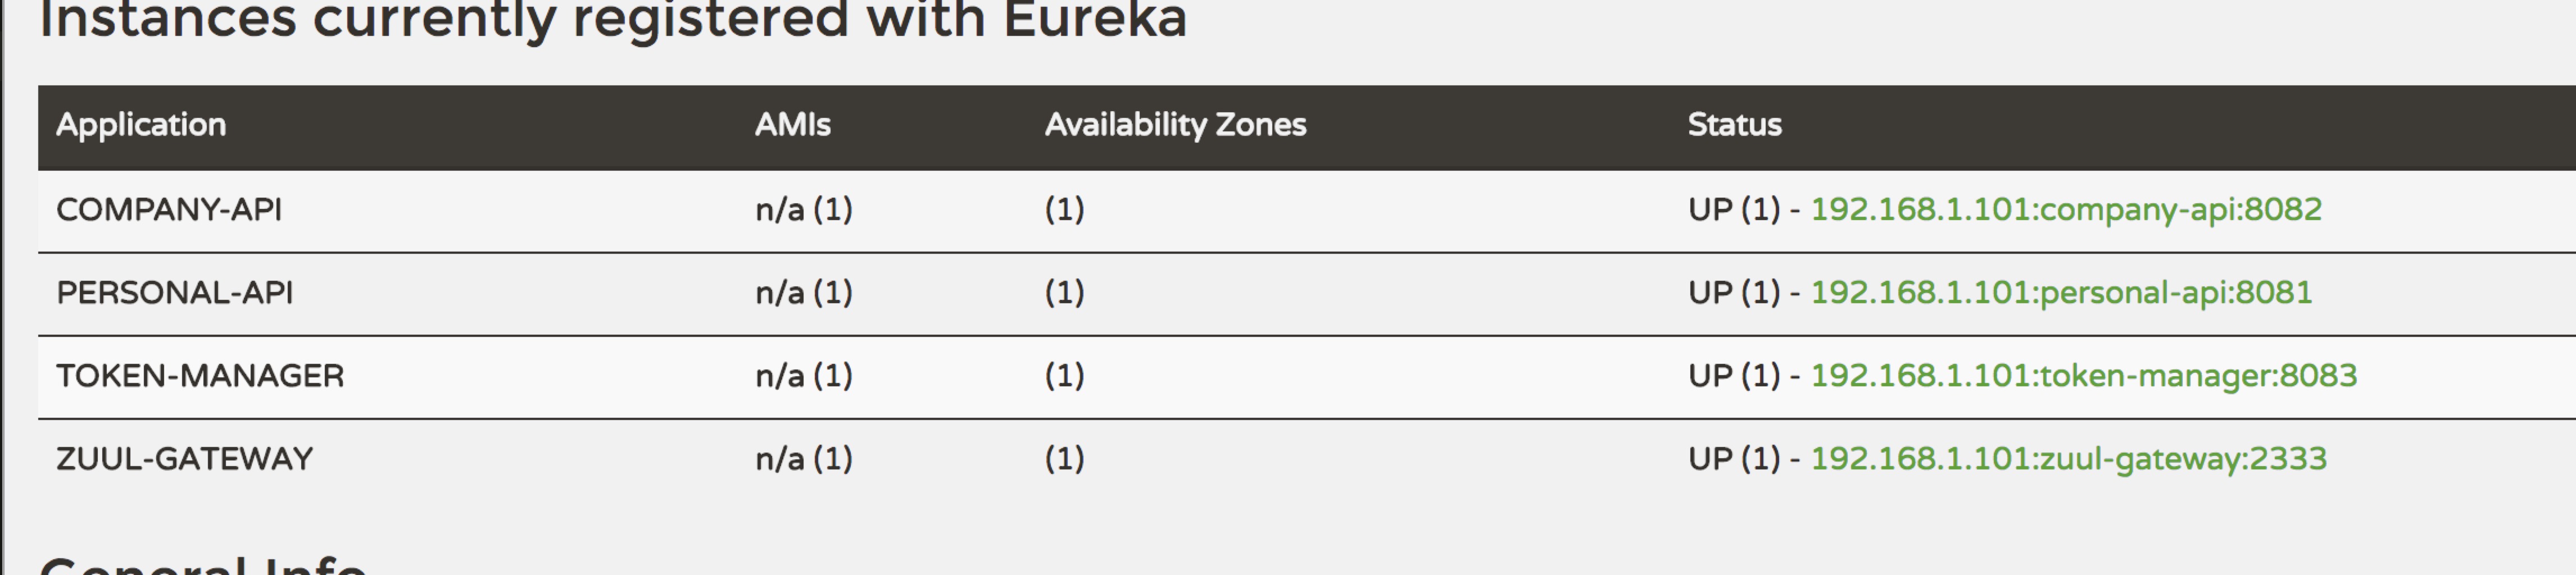 Instances currently registered with Eureka
Application AMIs Availability Zones Status
COMPANY-API n/a (1) (1) UP (1) - 192.168.1.101:company-api:8082
PERSONAL-API n/a (1) (1) UP (1) - 192.168.1.101:personal-api:8081
TOKEN-MANAGER n/a (1) (1) UP (1) - 192.168.1.101:token-manager:8083
ZUUL-GATEWAY n/a (1) (1) UP (1) - 192.168.1.101:zuul-gateway:2333
General Info